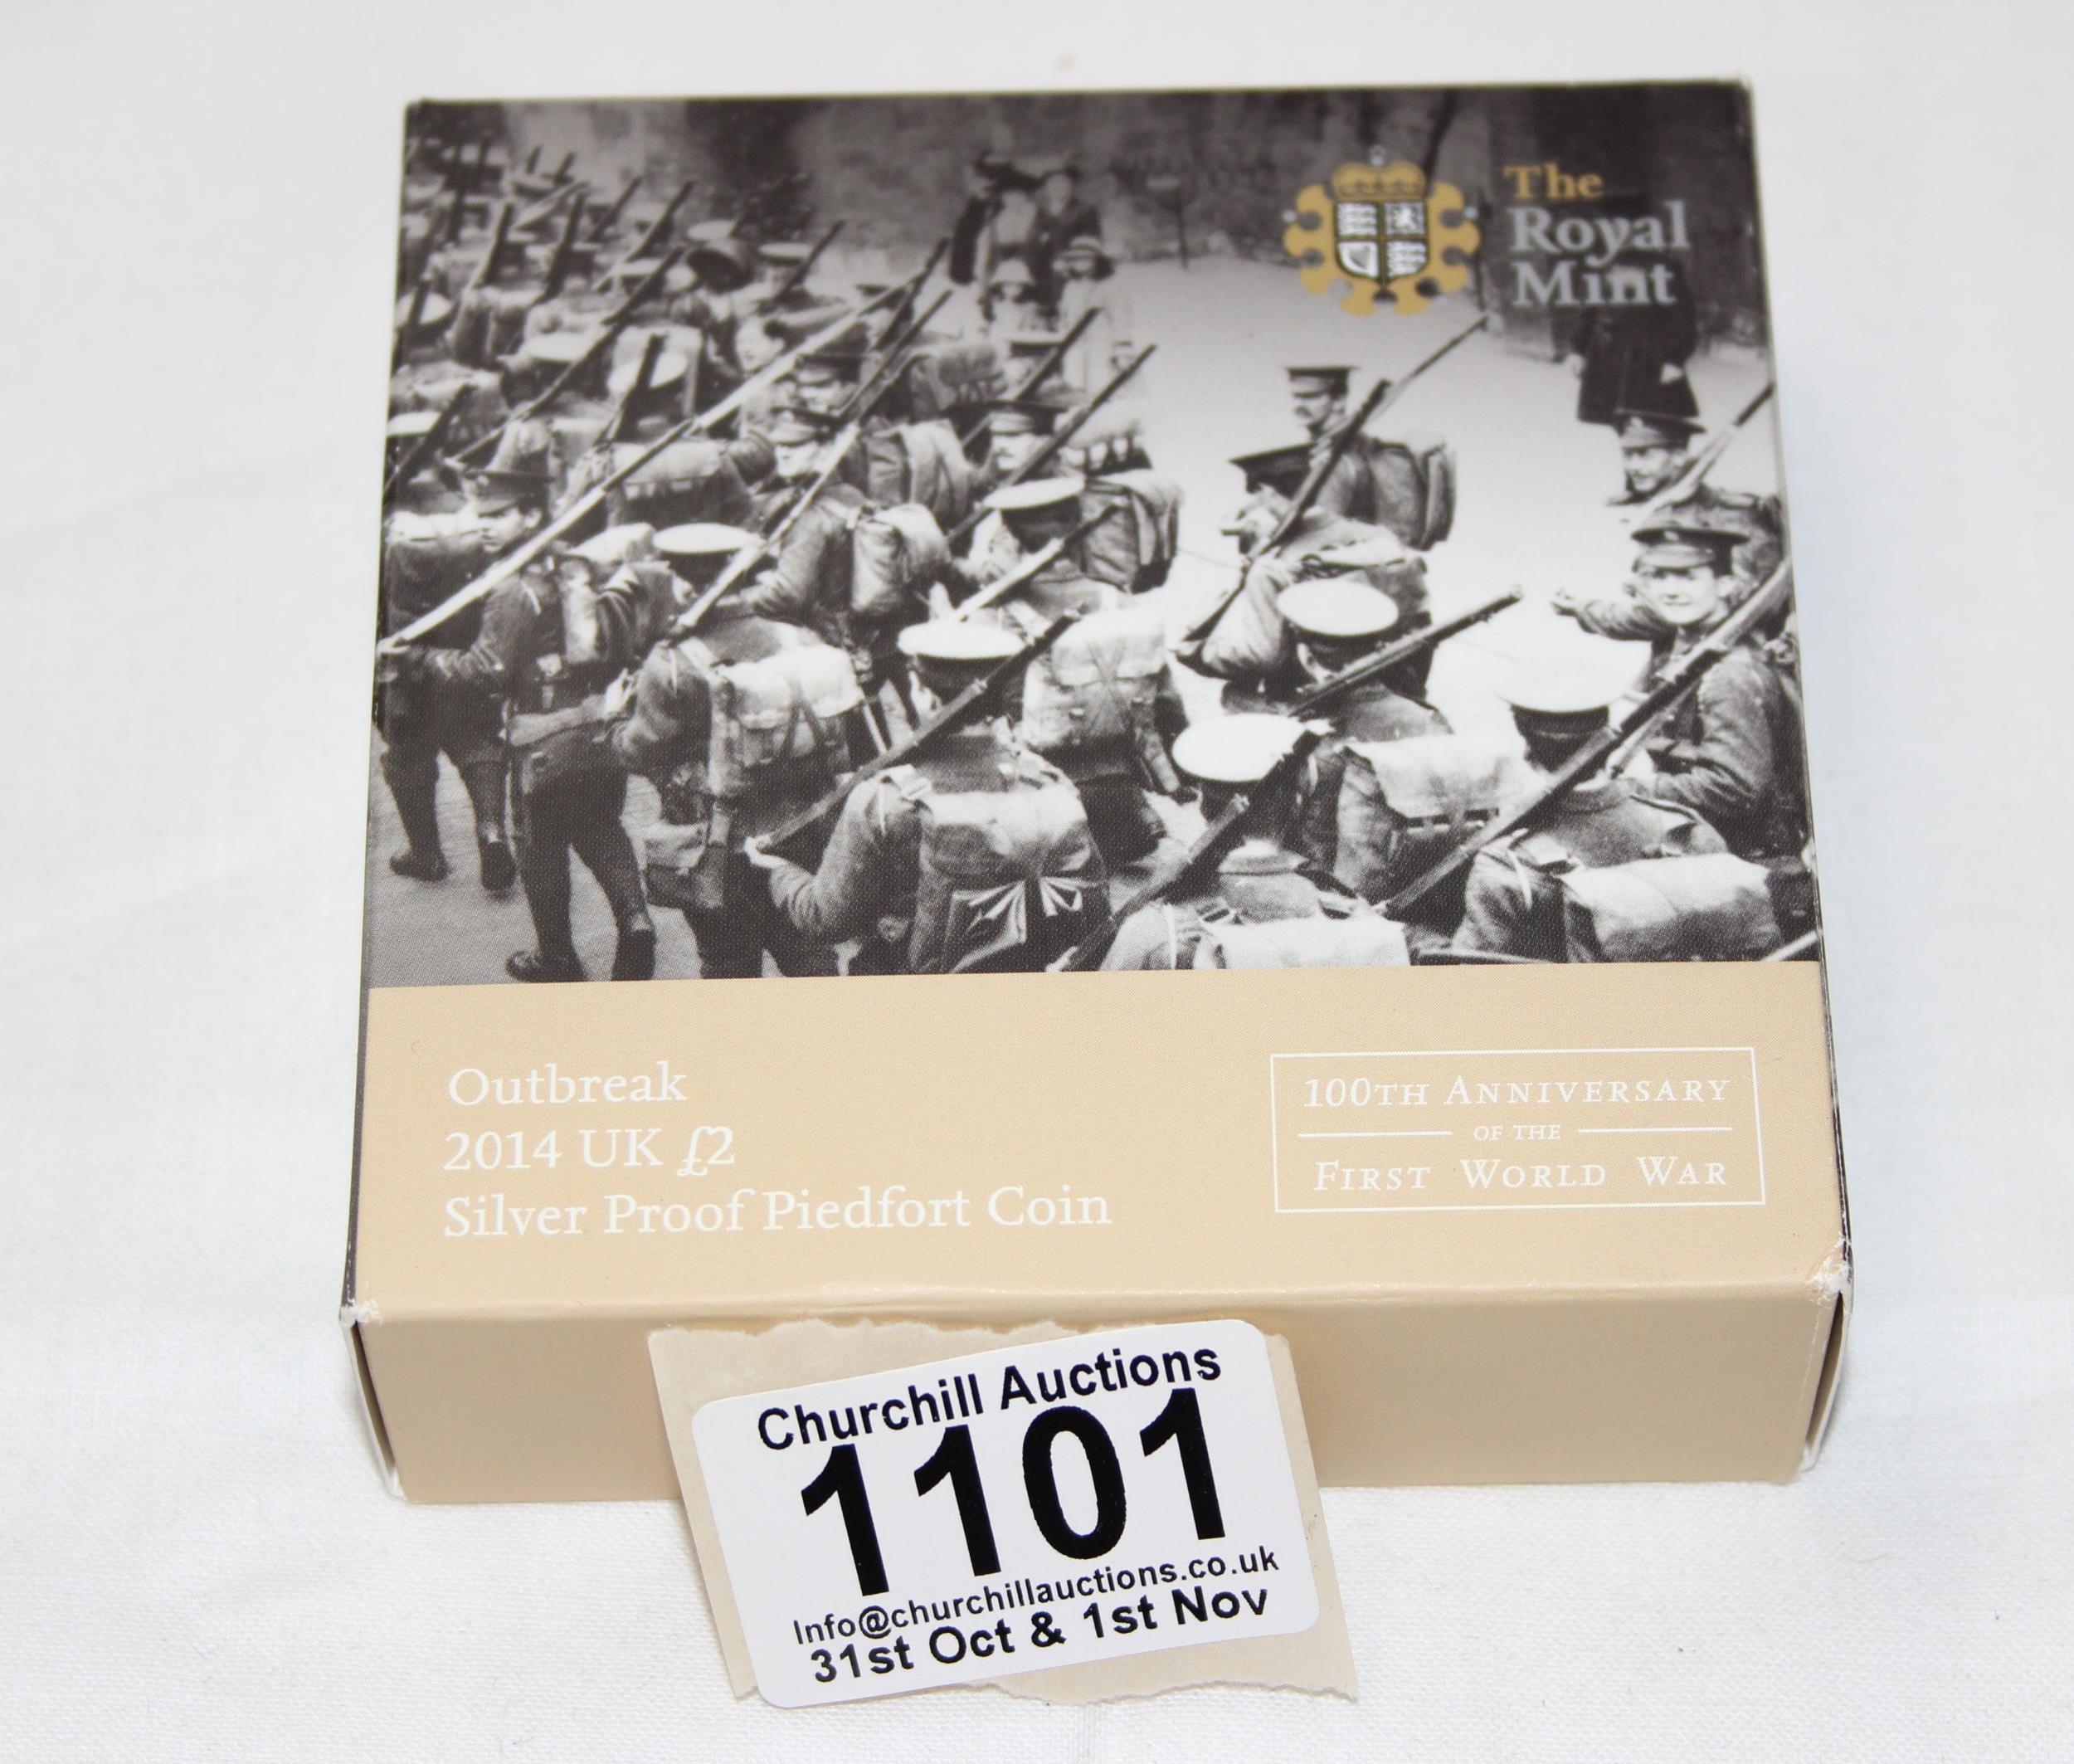 The
Royal
Mint
Outbreak
2014 UK £2
Silver Proof Piedfort Coin
100TH ANNIVERSARY
OF THE
FIRST WORLD WAR
Churchill Auctions
1101
Info@churchillauctions.co.uk
31st Oct & 1st Nov